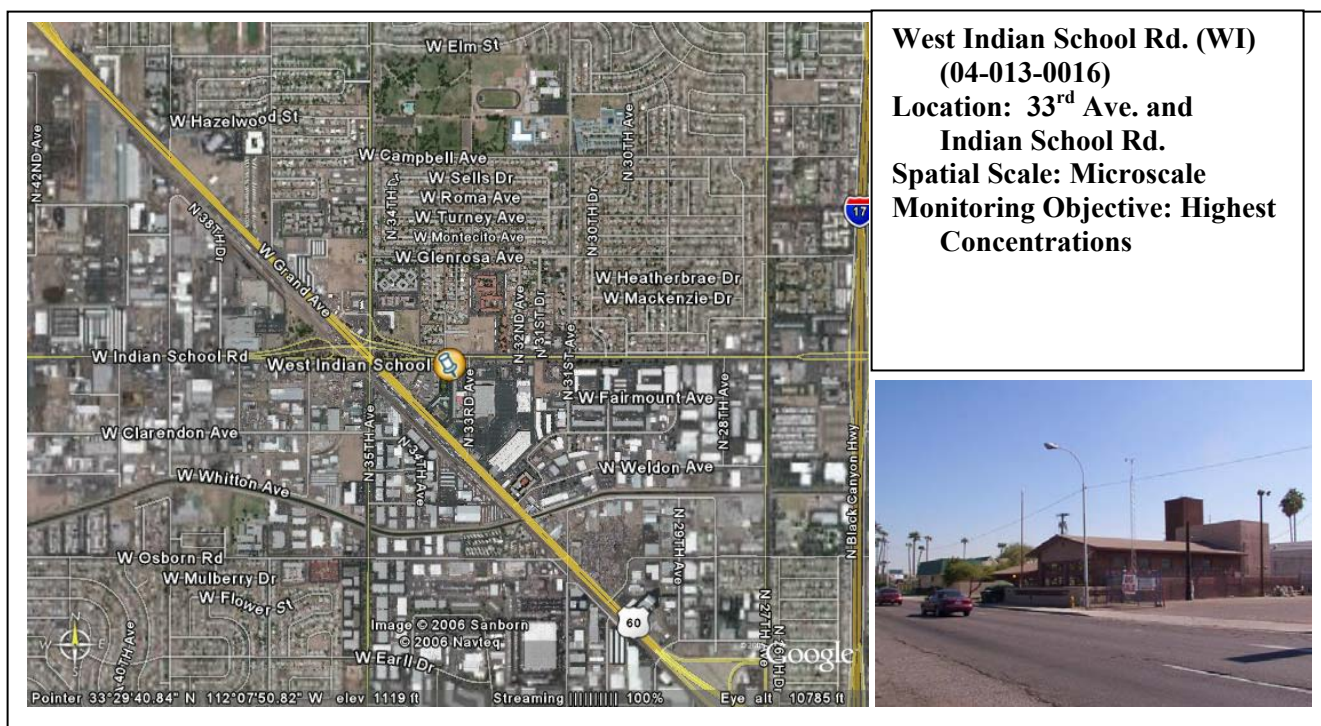 West Indian School Rd. (WI)
(04-013-0016)
Location: 33rd Ave. and
Indian School Rd.
Spatial Scale: Microscale
Monitoring Objective: Highest
Concentrations
W Elm St
N 42ND Ave
W Hazelwood St
N 30TH Ave
W Campbell Ave
W Sells Dr
N 34TH Dr
W Roma Ave
W Turney Ave
W Montecito Ave
N 30TH Dr
17
N 38TH Dr
W Grand Ave
W Glenrosa Ave
W Heatherbrae Dr
W Mackenzie Dr
N 32ND Ave
N 31ST Dr
N 31ST Ave
W Indian School Rd
West Indian School
N 33RD Ave
W Fairmount Ave
N 28TH Ave
W Clarendon Ave
N 35TH Ave
N 34TH Ave
W Weldon Ave
W Whitton Ave
N Black Canyon Hwy
N 29TH Ave
W Osborn Rd
W Mulberry Dr
W Flower St
60
N 27TH Ave
N 26TH Dr
Image © 2006 Sanborn
© 2006 Navteq
N 40TH Ave
W Earll Dr
Google
Pointer 33°29'40.84" N 112°07'50.82" W elev 1119 ft Streaming |||||||||| 100% Eye alt 10785 ft